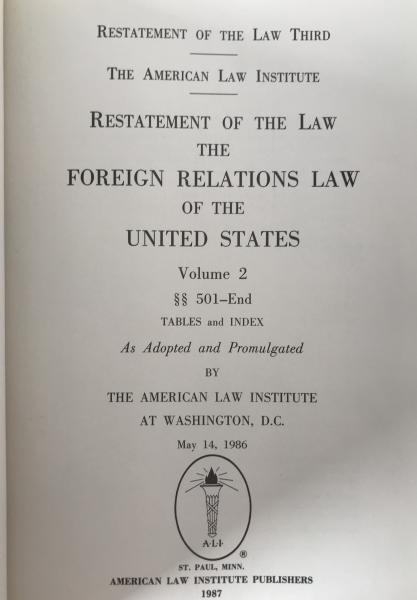 RESTATEMENT OF THE LAW THIRD
THE AMERICAN LAW INSTITUTE
RESTATEMENT OF THE LAW
THE
FOREIGN RELATIONS LAW
OF THE
UNITED STATES
Volume 2
§§ 501–End
TABLES and INDEX
As Adopted and Promulgated
BY
THE AMERICAN LAW INSTITUTE
AT WASHINGTON, D.C.
May 14, 1986
A·L·I·
®
ST. PAUL, MINN.
AMERICAN LAW INSTITUTE PUBLISHERS
1987